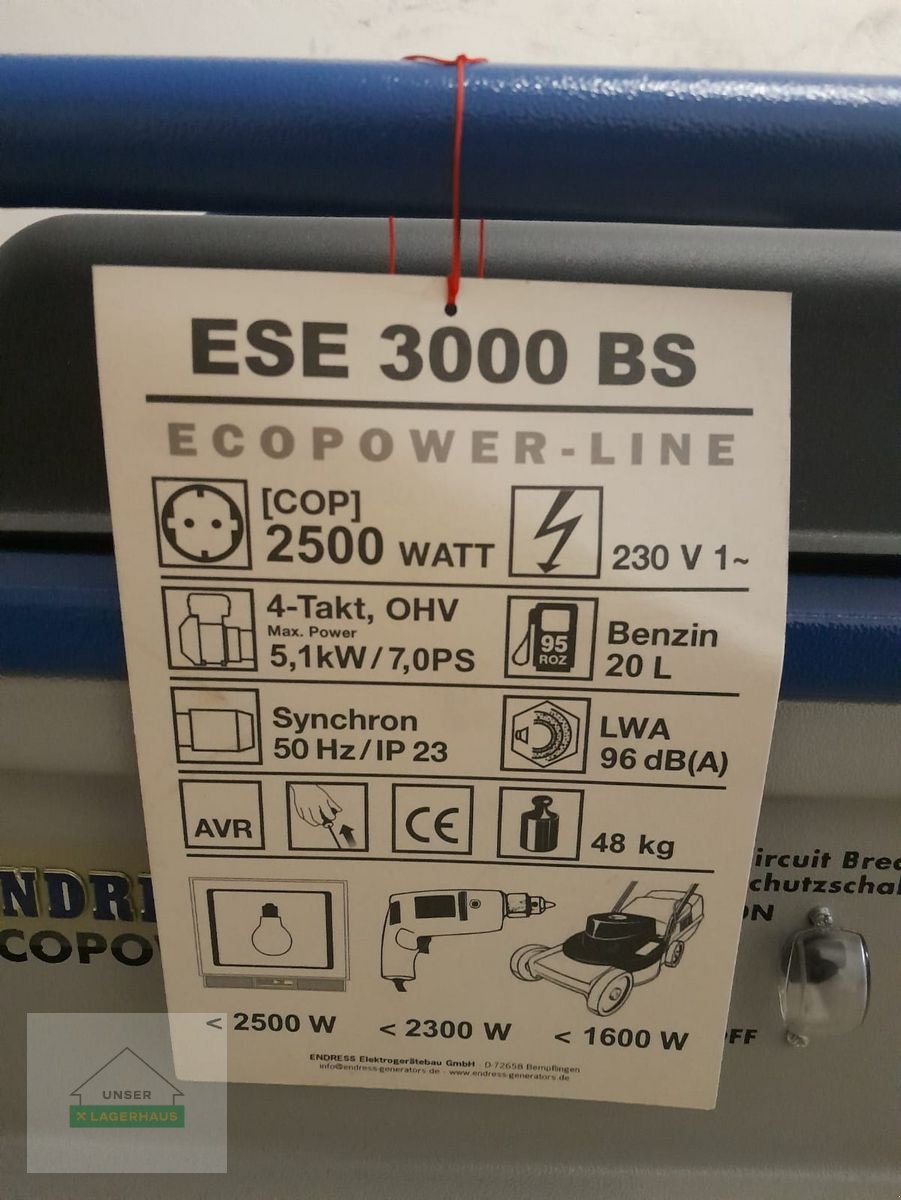 ESE 3000 BS
ECOPOWER-LINE
[COP]
2500 WATT
230 V 1~
4-Takt, OHV
Max. Power
5,1kW/7,0PS
95
ROZ
Benzin
20 L
Synchron
50 Hz/IP 23
LWA
96 dB(A)
AVR
CE
48 kg
< 2500 W
< 2300 W
< 1600 W
ENDRESS Elektrogerätebau GmbH · D-72658 Bempflingen
info@endress-generators.de · www.endress-generators.de
NDRE
COPO
ircuit Brea
chutzschal
ON
FF
UNSER
X LAGERHAUS